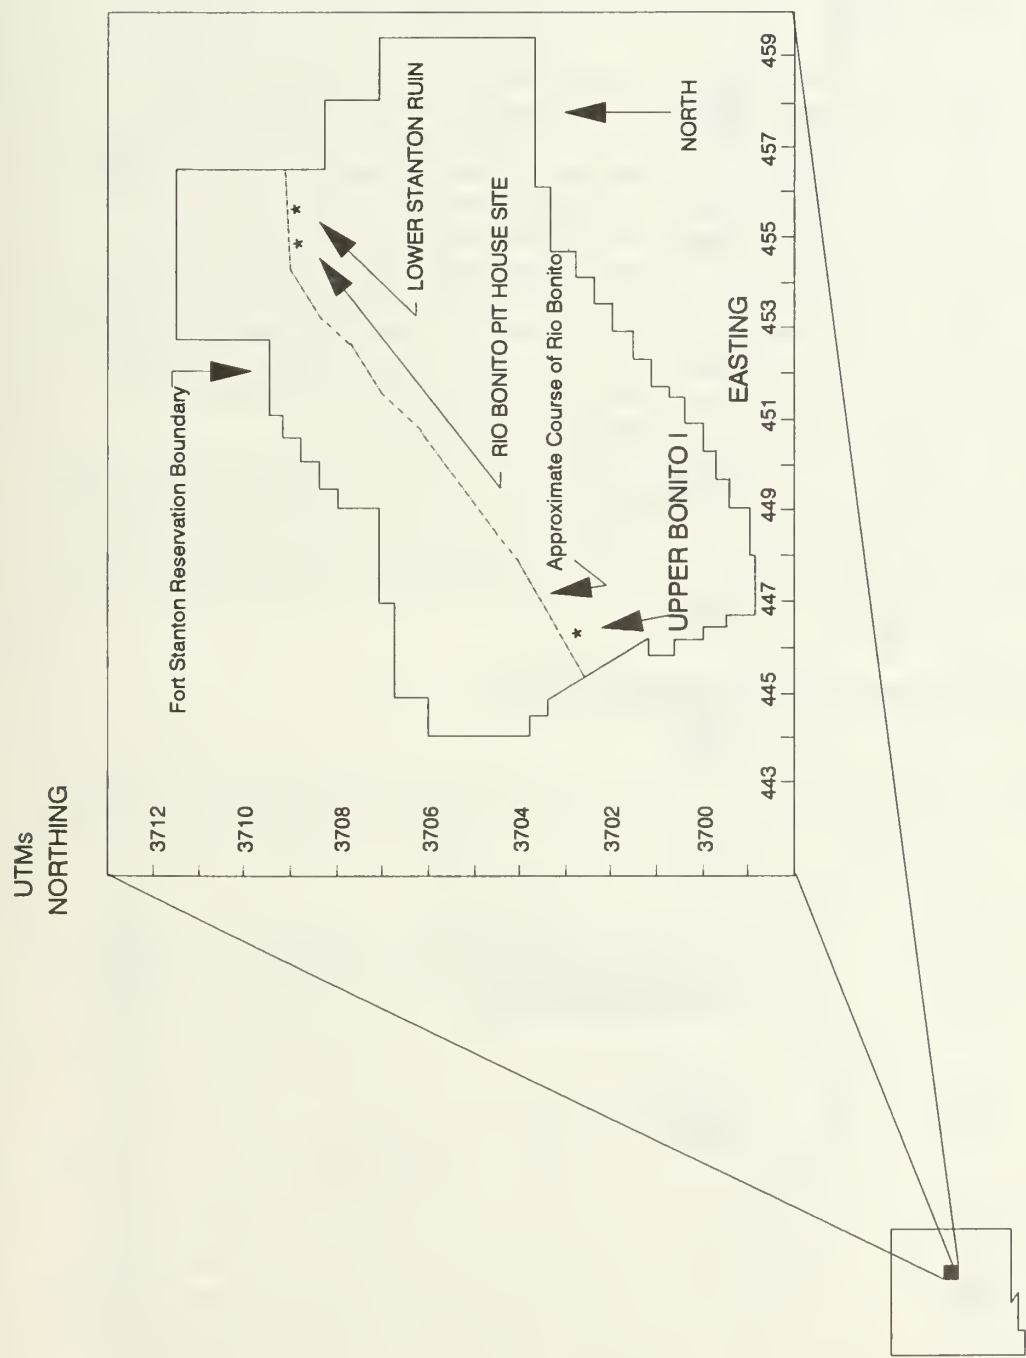 UTMs
NORTHING
3712
3710
3708
3706
3704
3702
3700
Fort Stanton Reservation Boundary
LOWER STANTON RUIN
RIO BONITO PIT HOUSE SITE
Approximate Course of Rio Bonito
UPPER BONITO I
NORTH
443
445
447
449
451
453
455
457
459
EASTING